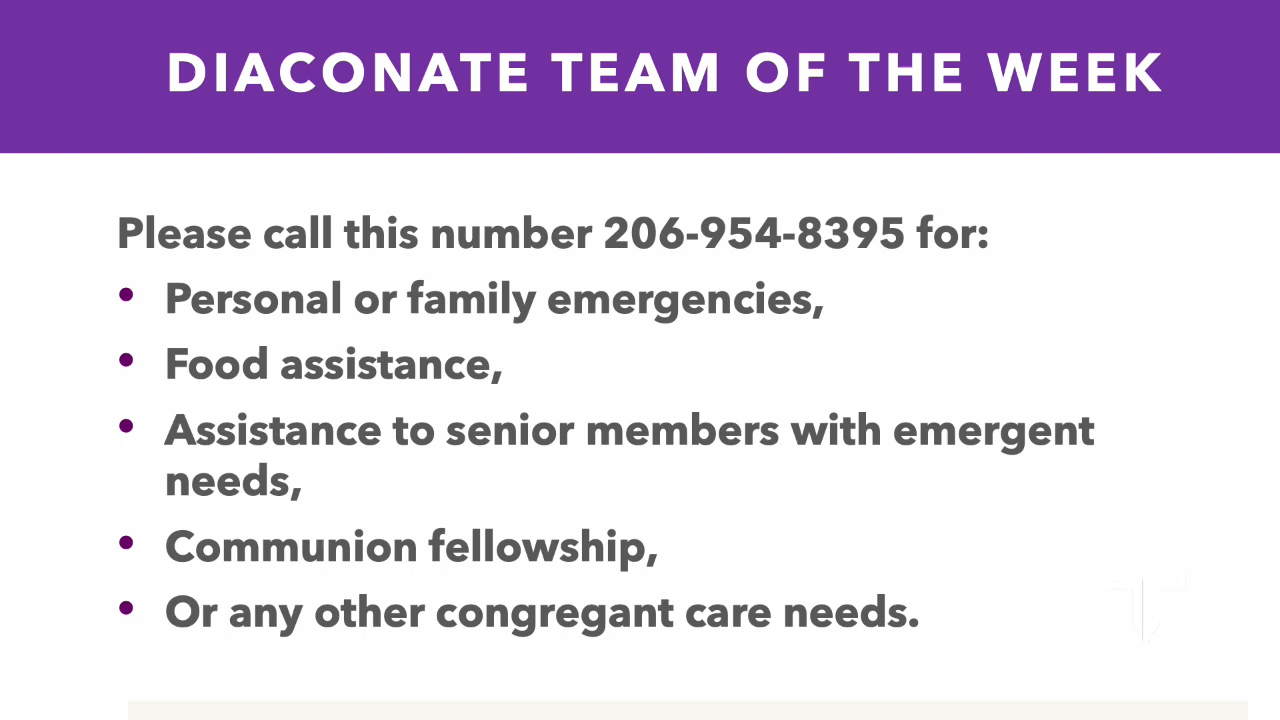 DIACONATE TEAM OF THE WEEK
Please call this number 206-954-8395 for:
• Personal or family emergencies,
• Food assistance,
• Assistance to senior members with emergent
needs,
• Communion fellowship,
• Or any other congregant care needs.